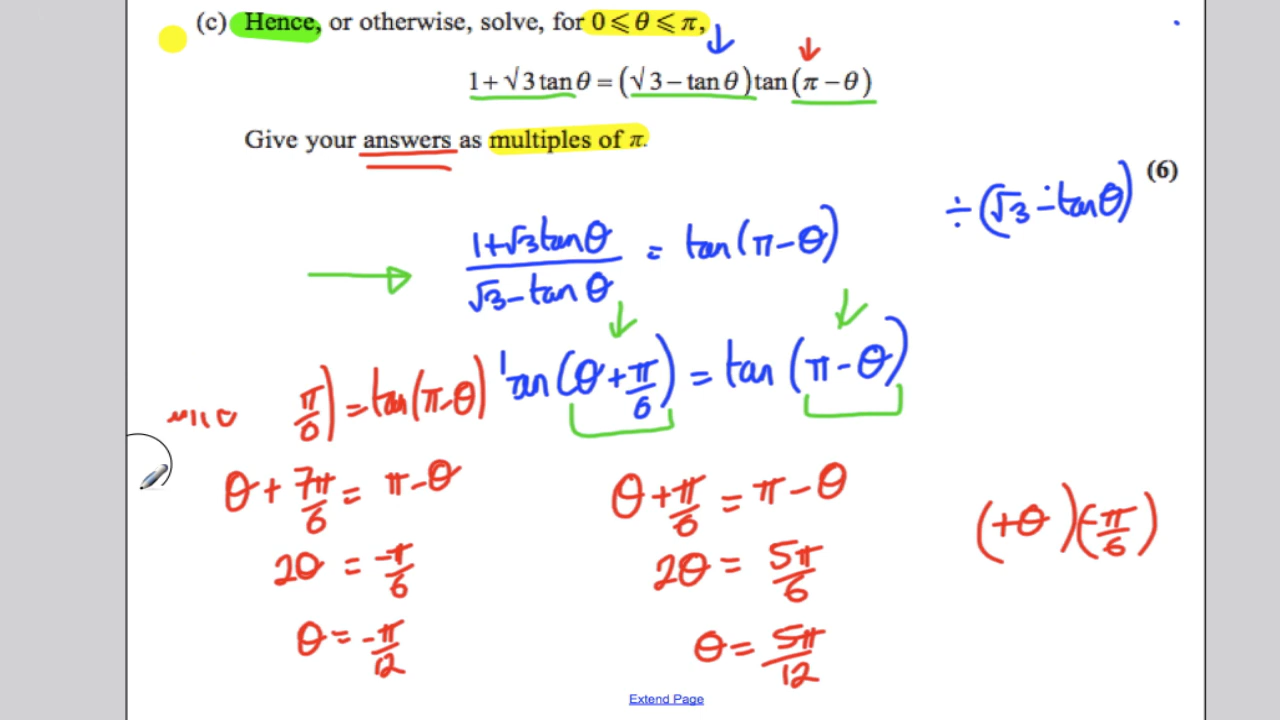 (c) Hence, or otherwise, solve, for 0 ⩽ θ ⩽ π,
1 + √3 tan θ = (√3 − tan θ) tan (π − θ)
Give your answers as multiples of π.
(6)
÷ (√3 − tan θ)
(1 + √3 tan θ) / (√3 − tan θ) = tan (π − θ)
tan (θ + π/6) = tan (π − θ)
π/6) = tan (π − θ)
θ + 7π/6 = π − θ
2θ = −π/6
θ = −π/12
θ + π/6 = π − θ
2θ = 5π/6
θ = 5π/12
(+θ) (−π/6)
Extend Page